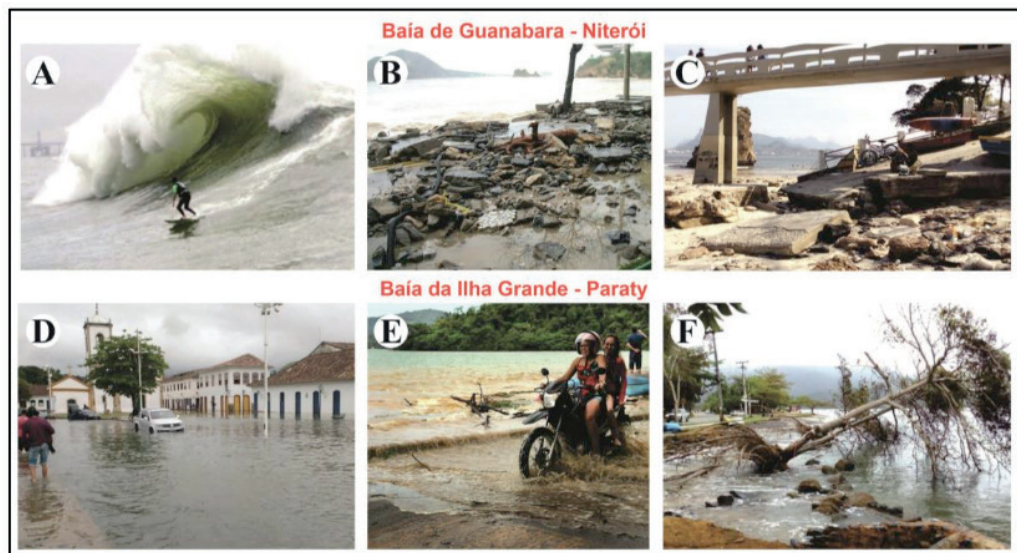 Baía de Guanabara - Niterói
A
B
C
Baía da Ilha Grande - Paraty
D
E
F